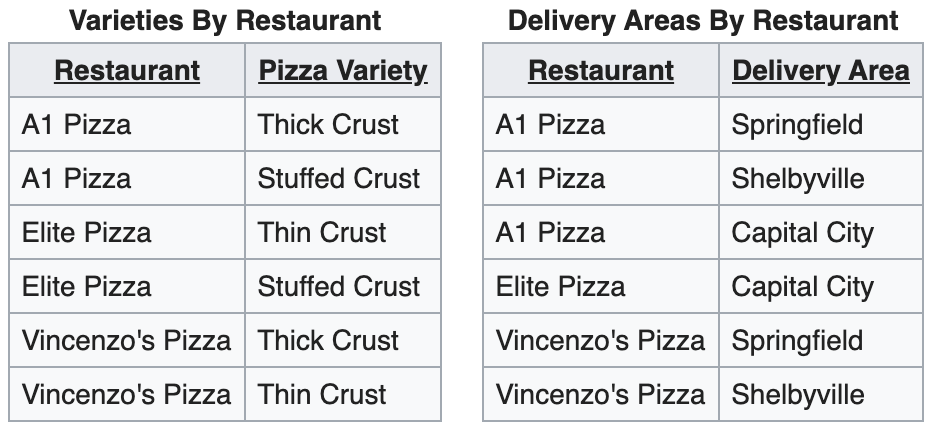 Varieties By Restaurant
Restaurant Pizza Variety
A1 Pizza Thick Crust
A1 Pizza Stuffed Crust
Elite Pizza Thin Crust
Elite Pizza Stuffed Crust
Vincenzo's Pizza Thick Crust
Vincenzo's Pizza Thin Crust
Delivery Areas By Restaurant
Restaurant Delivery Area
A1 Pizza Springfield
A1 Pizza Shelbyville
A1 Pizza Capital City
Elite Pizza Capital City
Vincenzo's Pizza Springfield
Vincenzo's Pizza Shelbyville